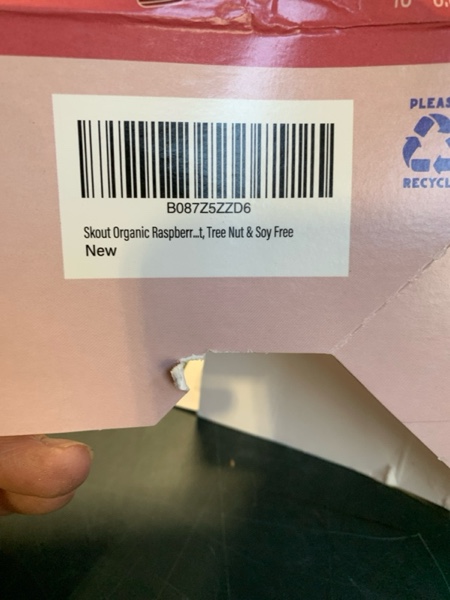 PLEAS
RECYCL
B087Z5ZZD6
Skout Organic Raspberr...t, Tree Nut & Soy Free
New